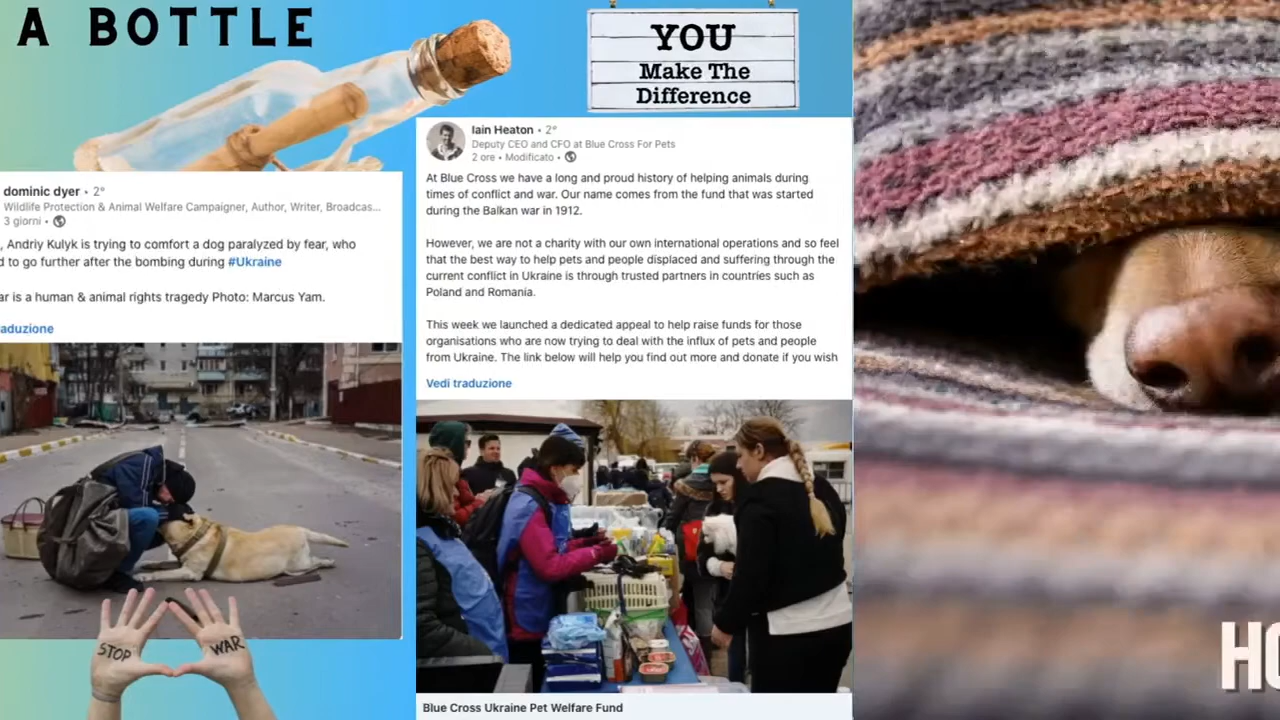 A BOTTLE
YOU
Make The
Difference
dominic dyer • 2°
Wildlife Protection & Animal Welfare Campaigner, Author, Writer, Broadcas...
3 giorni •
, Andriy Kulyk is trying to comfort a dog paralyzed by fear, who
to go further after the bombing during #Ukraine
is a human & animal rights tragedy Photo: Marcus Yam.
aduzione
STOP
WAR
Iain Heaton • 2°
Deputy CEO and CFO at Blue Cross For Pets
2 ore • Modificato •
At Blue Cross we have a long and proud history of helping animals during
times of conflict and war. Our name comes from the fund that was started
during the Balkan war in 1912.
However, we are not a charity with our own international operations and so feel
that the best way to help pets and people displaced and suffering through the
current conflict in Ukraine is through trusted partners in countries such as
Poland and Romania.
This week we launched a dedicated appeal to help raise funds for those
organisations who are now trying to deal with the influx of pets and people
from Ukraine. The link below will help you find out more and donate if you wish
Vedi traduzione
Blue Cross Ukraine Pet Welfare Fund
HO